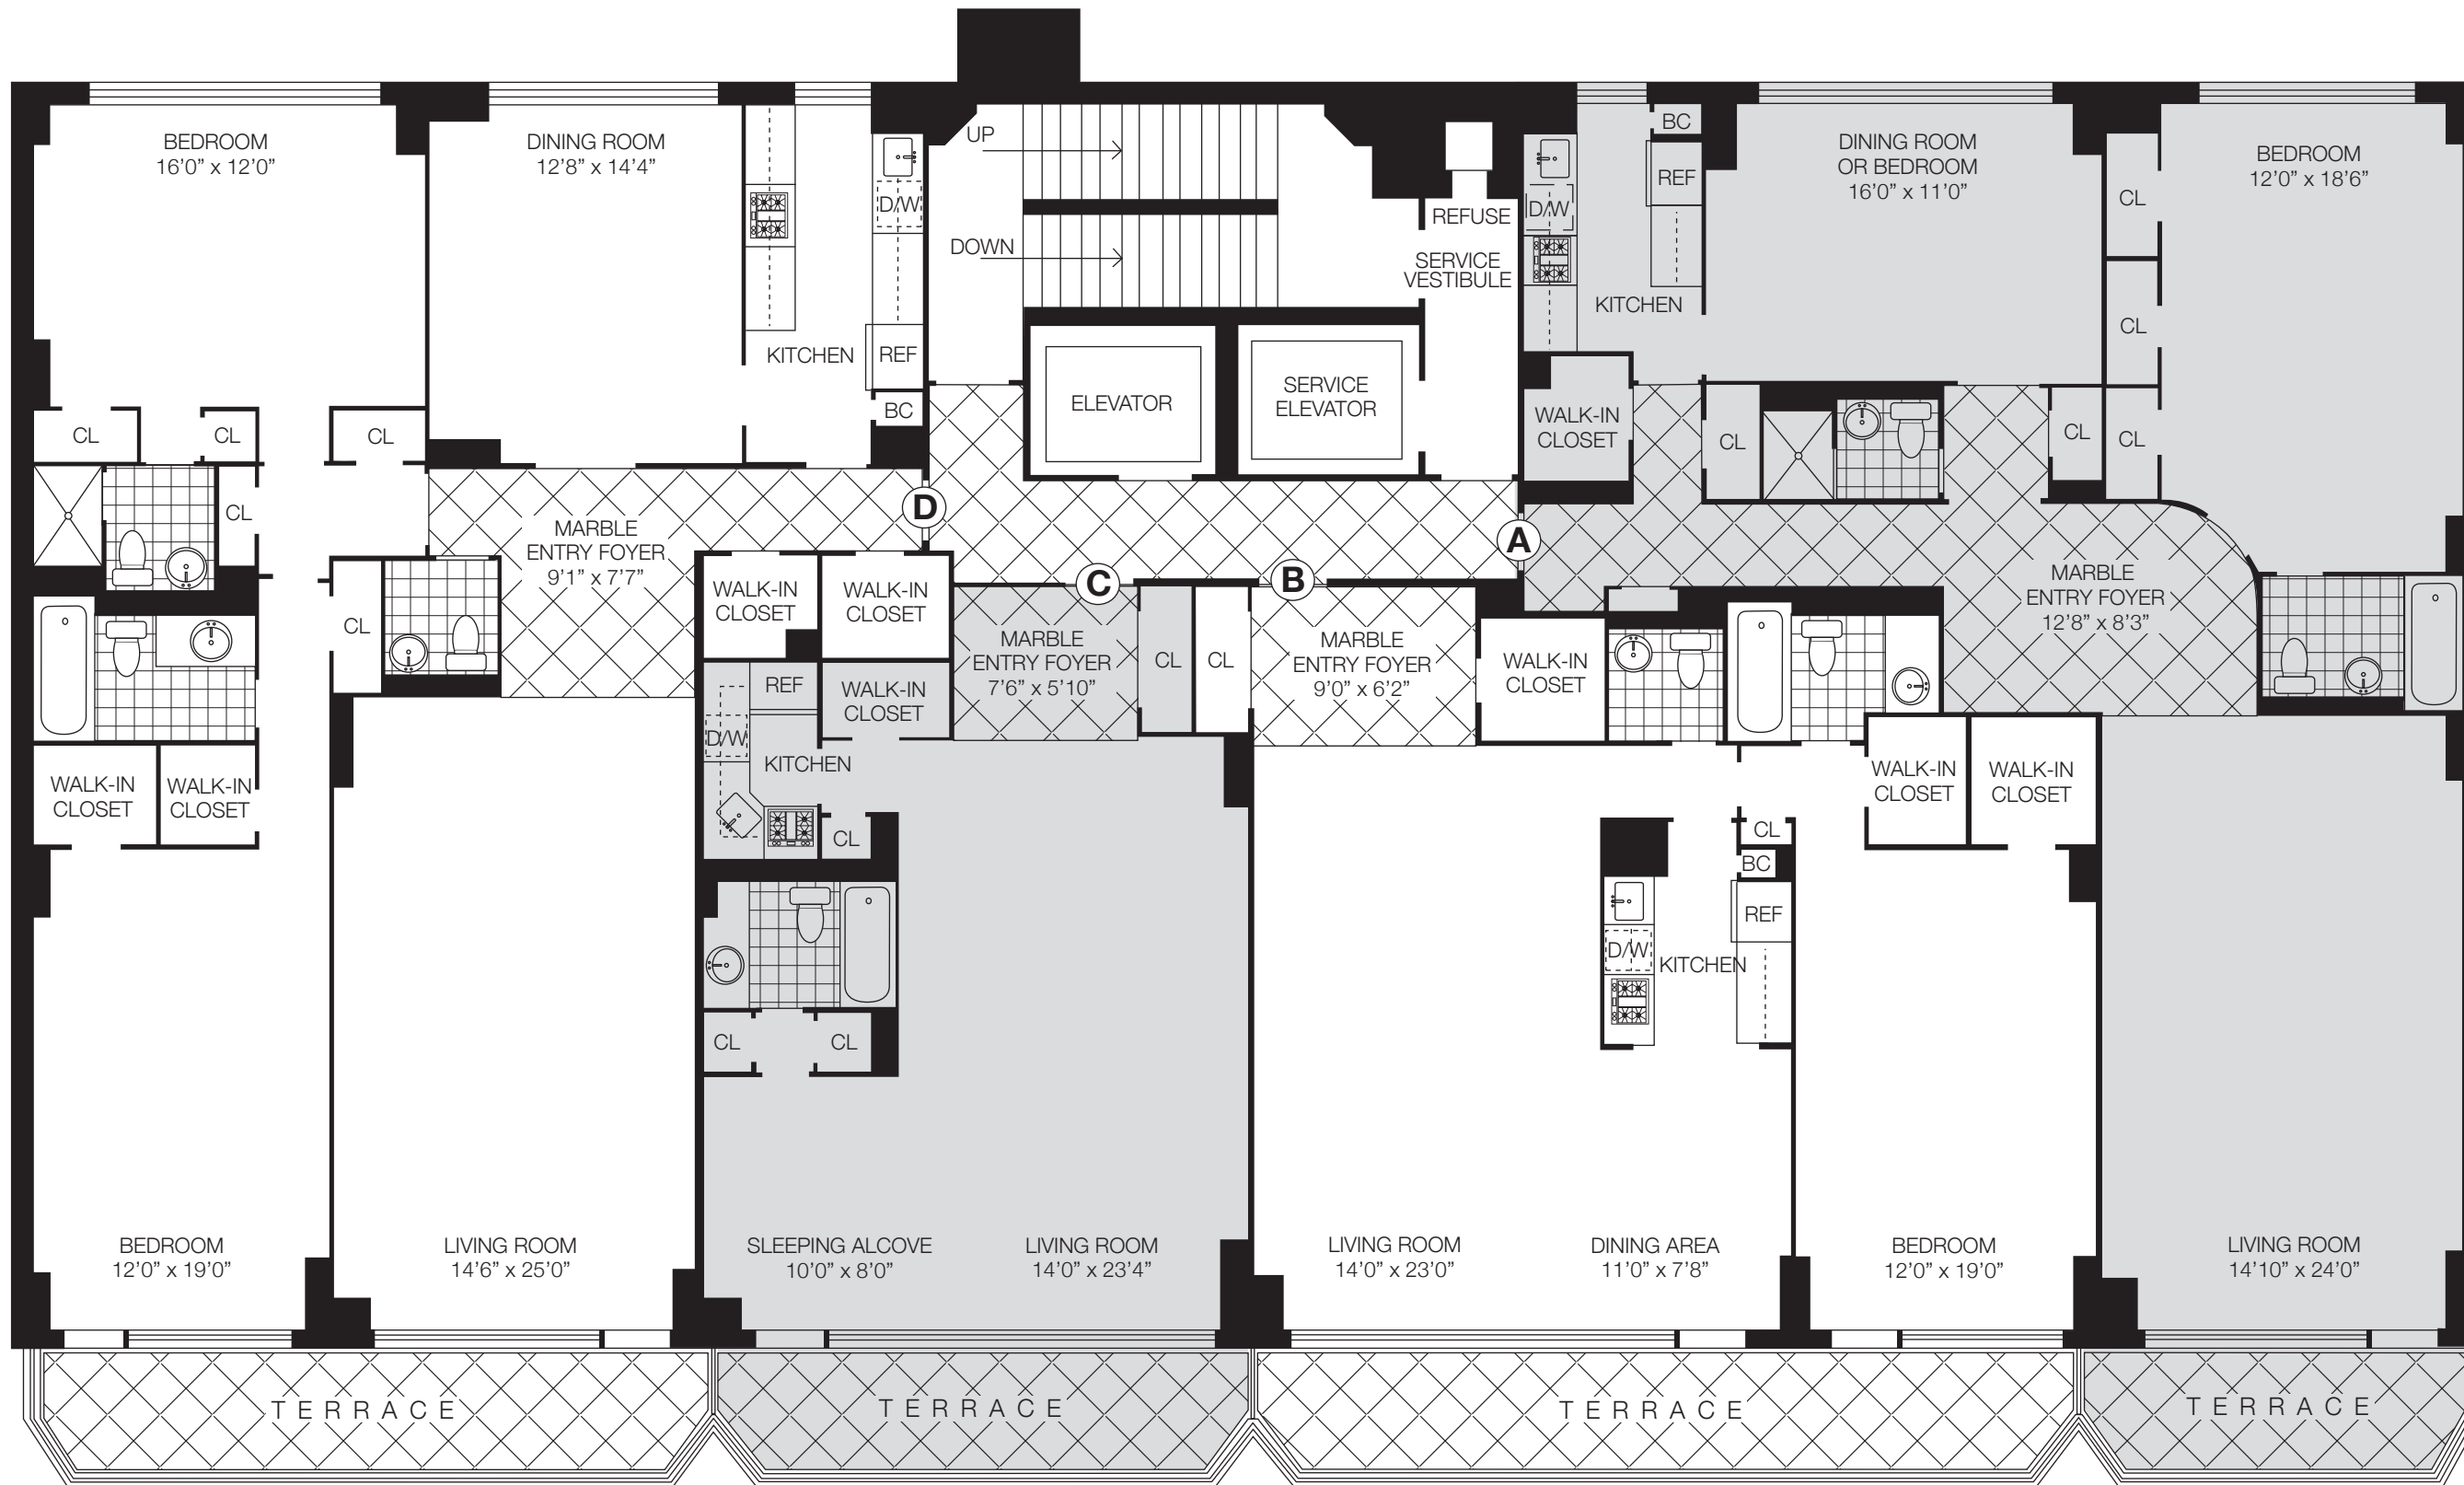 BEDROOM
16’0” x 12’0”
DINING ROOM
12’8” x 14’4”
D/W
KITCHEN
REF
BC
UP
DOWN
ELEVATOR
SERVICE
ELEVATOR
REFUSE
SERVICE
VESTIBULE
BC
REF
D/W
KITCHEN
WALK-IN
CLOSET
DINING ROOM
OR BEDROOM
16’0” x 11’0”
CL
CL
CL
CL
CL
BEDROOM
12’0” x 18’6”
CL
CL
CL
CL
MARBLE
ENTRY FOYER
9’1” x 7’7”
D
A
C
B
MARBLE
ENTRY FOYER
12’8” x 8’3”
CL
WALK-IN
CLOSET
WALK-IN
CLOSET
MARBLE
ENTRY FOYER
7’6” x 5’10”
CL
CL
MARBLE
ENTRY FOYER
9’0” x 6’2”
WALK-IN
CLOSET
REF
WALK-IN
CLOSET
D/W
KITCHEN
CL
WALK-IN
CLOSET
WALK-IN
CLOSET
WALK-IN
CLOSET
WALK-IN
CLOSET
CL
BC
REF
D/W
KITCHEN
CL
CL
BEDROOM
12’0” x 19’0”
LIVING ROOM
14’6” x 25’0”
SLEEPING ALCOVE
10’0” x 8’0”
LIVING ROOM
14’0” x 23’4”
LIVING ROOM
14’0” x 23’0”
DINING AREA
11’0” x 7’8”
BEDROOM
12’0” x 19’0”
LIVING ROOM
14’10” x 24’0”
TERRACE
TERRACE
TERRACE
TERRACE